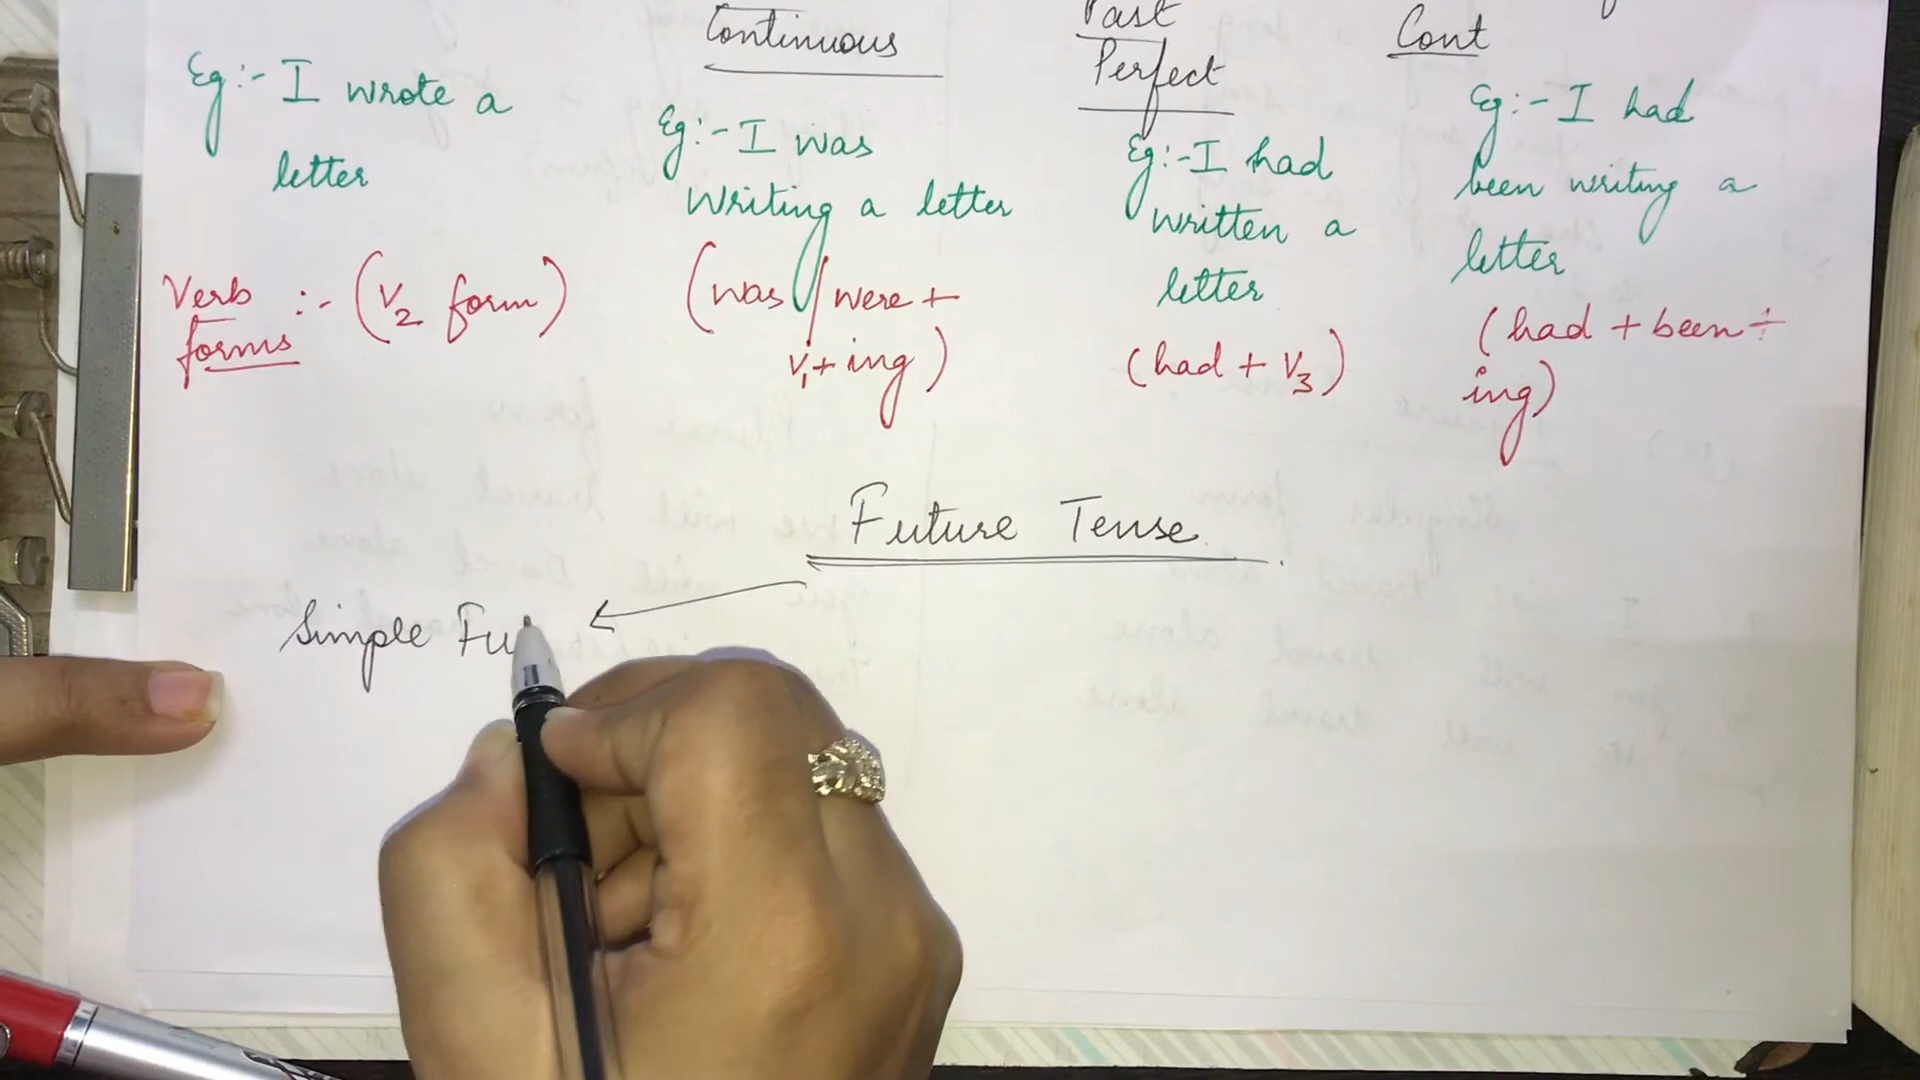 Continuous
Past
Perfect
Cont
Eg:- I wrote a
letter
Eg:- I was
writing a letter
Eg:- I had
written a
letter
Eg:- I had
been writing a
letter
Verb
forms :- (V2 form)
(was/were +
V1+ ing)
(had + V3)
(had + been +
ing)
Future Tense
Simple Fu